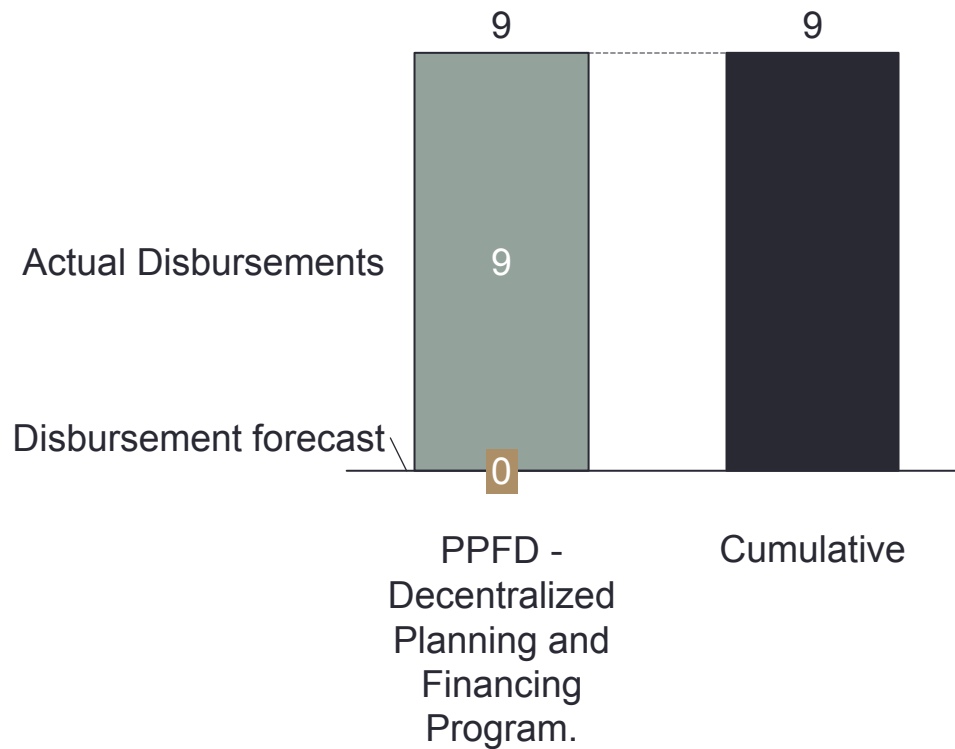 9
9
Actual Disbursements
9
Disbursement forecast
0
PPFD -
Decentralized
Planning and
Financing
Program.
Cumulative